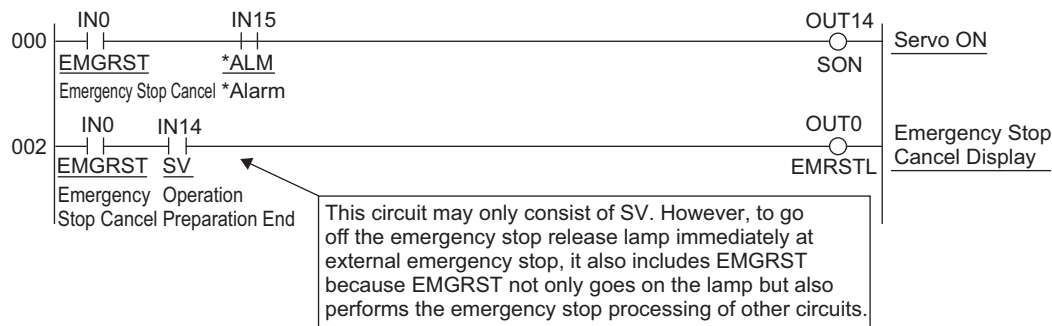 IN0 IN15 OUT14
000 Servo ON
EMGRST *ALM SON
Emergency Stop Cancel *Alarm
IN0 IN14 OUT0
002 Emergency Stop
Cancel Display
EMGRST SV EMRSTL
Emergency Operation
Stop Cancel Preparation End
This circuit may only consist of SV. However, to go
off the emergency stop release lamp immediately at
external emergency stop, it also includes EMGRST
because EMGRST not only goes on the lamp but also
performs the emergency stop processing of other circuits.